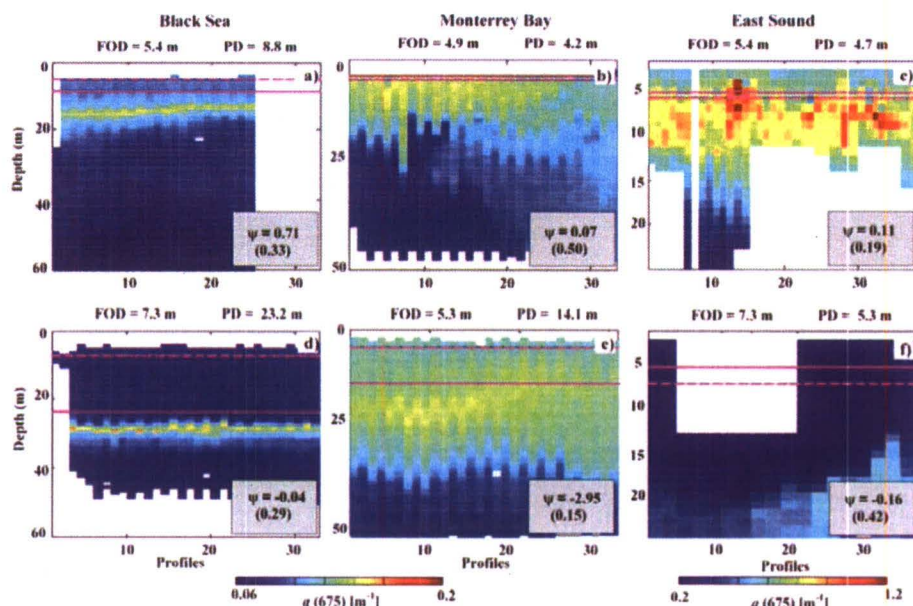 Black Sea Monterrey Bay East Sound
FOD = 5.4 m PD = 8.8 m FOD = 4.9 m PD = 4.2 m FOD = 5.4 m PD = 4.7 m
0 0
a) b) c)
5
20 10
Depth (m) 25 15
40
20
ψ = 0.71 ψ = 0.07 ψ = 0.11
(0.33) (0.50) (0.19)
60 50
10 20 30 10 20 30 10 20 30
FOD = 7.3 m PD = 23.2 m FOD = 5.3 m PD = 14.1 m FOD = 7.3 m PD = 5.3 m
0 0
d) e) f)
5
20 10
Depth (m) 25 15
40
20
ψ = -0.04 ψ = -2.95 ψ = -0.16
(0.29) (0.15) (0.42)
60 50
10 20 30 10 20 30 10 20 30
Profiles Profiles Profiles
0.06 0.2 0.2 1.2
a (675) [m⁻¹] a (675) [m⁻¹]